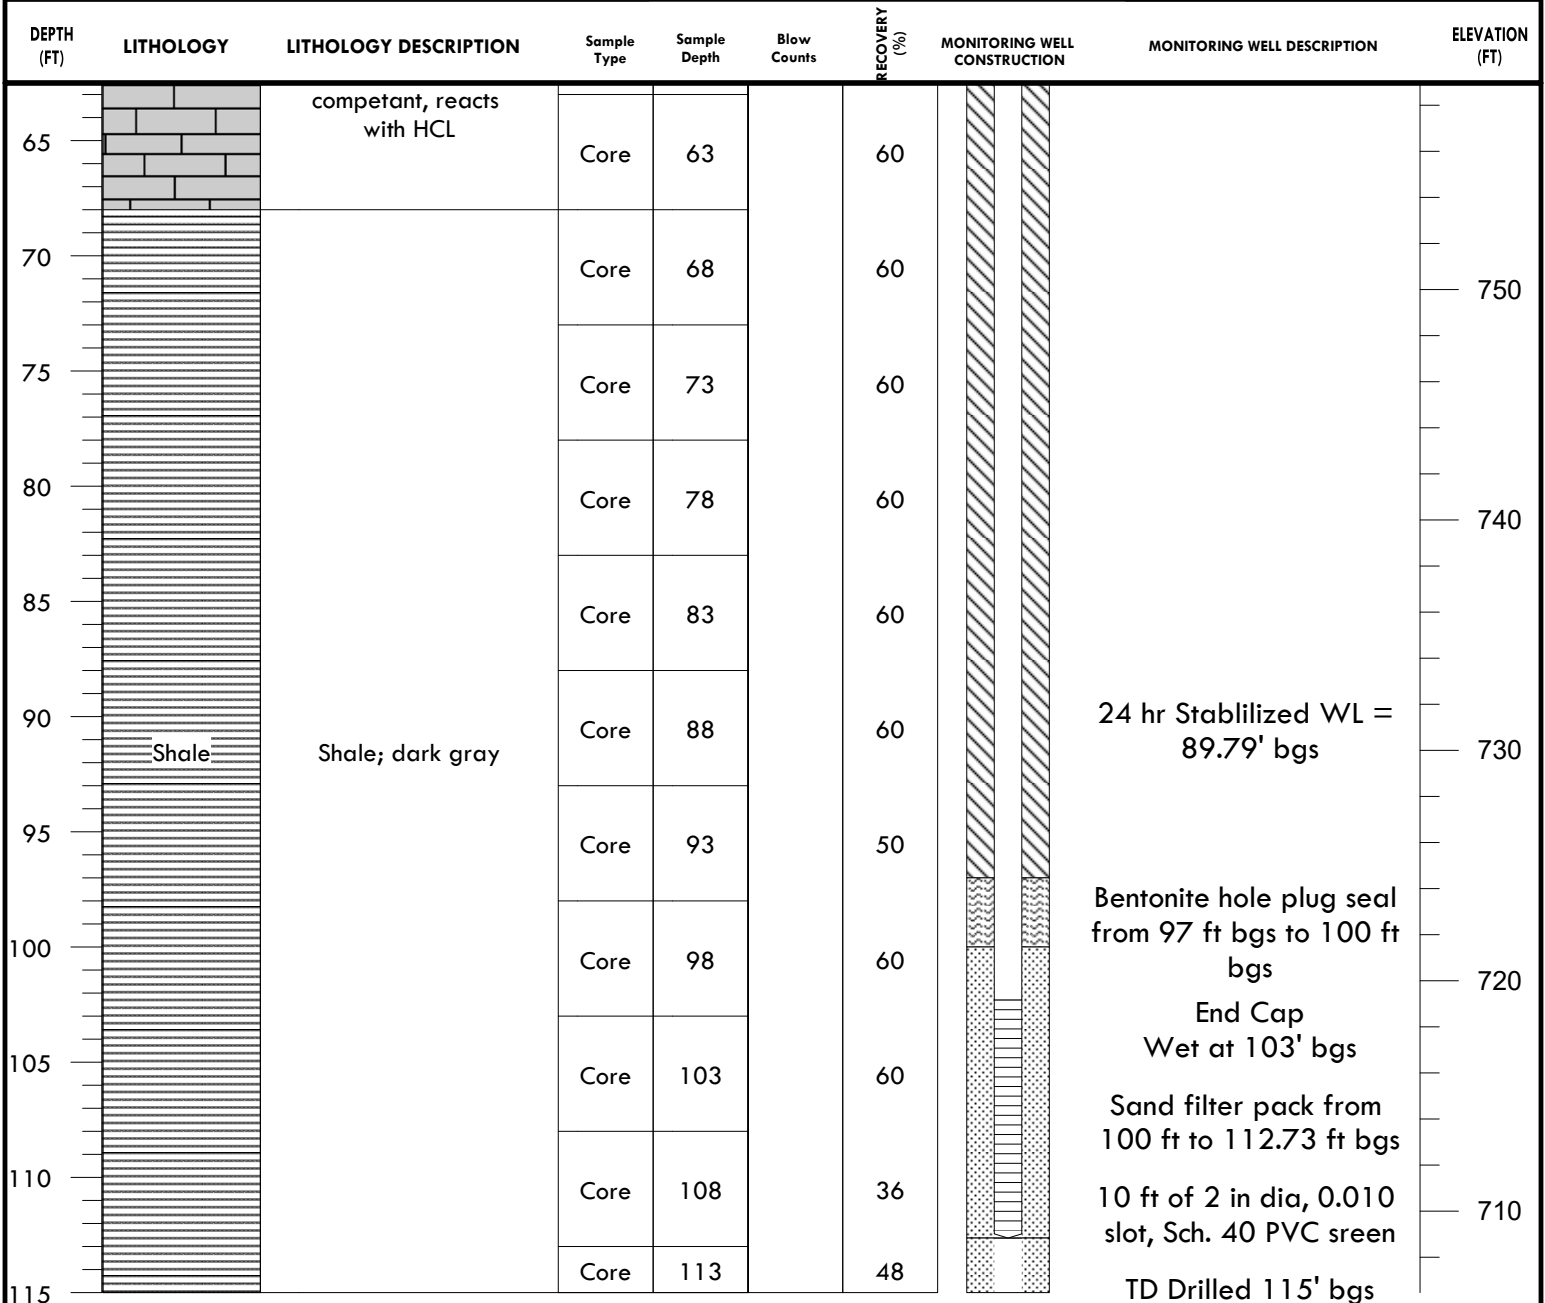 DEPTH
(FT)
LITHOLOGY
LITHOLOGY DESCRIPTION
Sample
Type
Sample
Depth
Blow
Counts
RECOVERY
(%)
MONITORING WELL
CONSTRUCTION
MONITORING WELL DESCRIPTION
ELEVATION
(FT)
competant, reacts
with HCL
65
Core 63 60
70
Core 68 60
750
75
Core 73 60
80
Core 78 60
740
85
Core 83 60
90
Core 88 60
24 hr Stablilized WL =
89.79' bgs
Shale
Shale; dark gray
730
95
Core 93 50
Bentonite hole plug seal
from 97 ft bgs to 100 ft
bgs
100
Core 98 60
720
End Cap
Wet at 103' bgs
105
Core 103 60
Sand filter pack from
100 ft to 112.73 ft bgs
110
Core 108 36
10 ft of 2 in dia, 0.010
slot, Sch. 40 PVC sreen
710
Core 113 48
TD Drilled 115' bgs
115